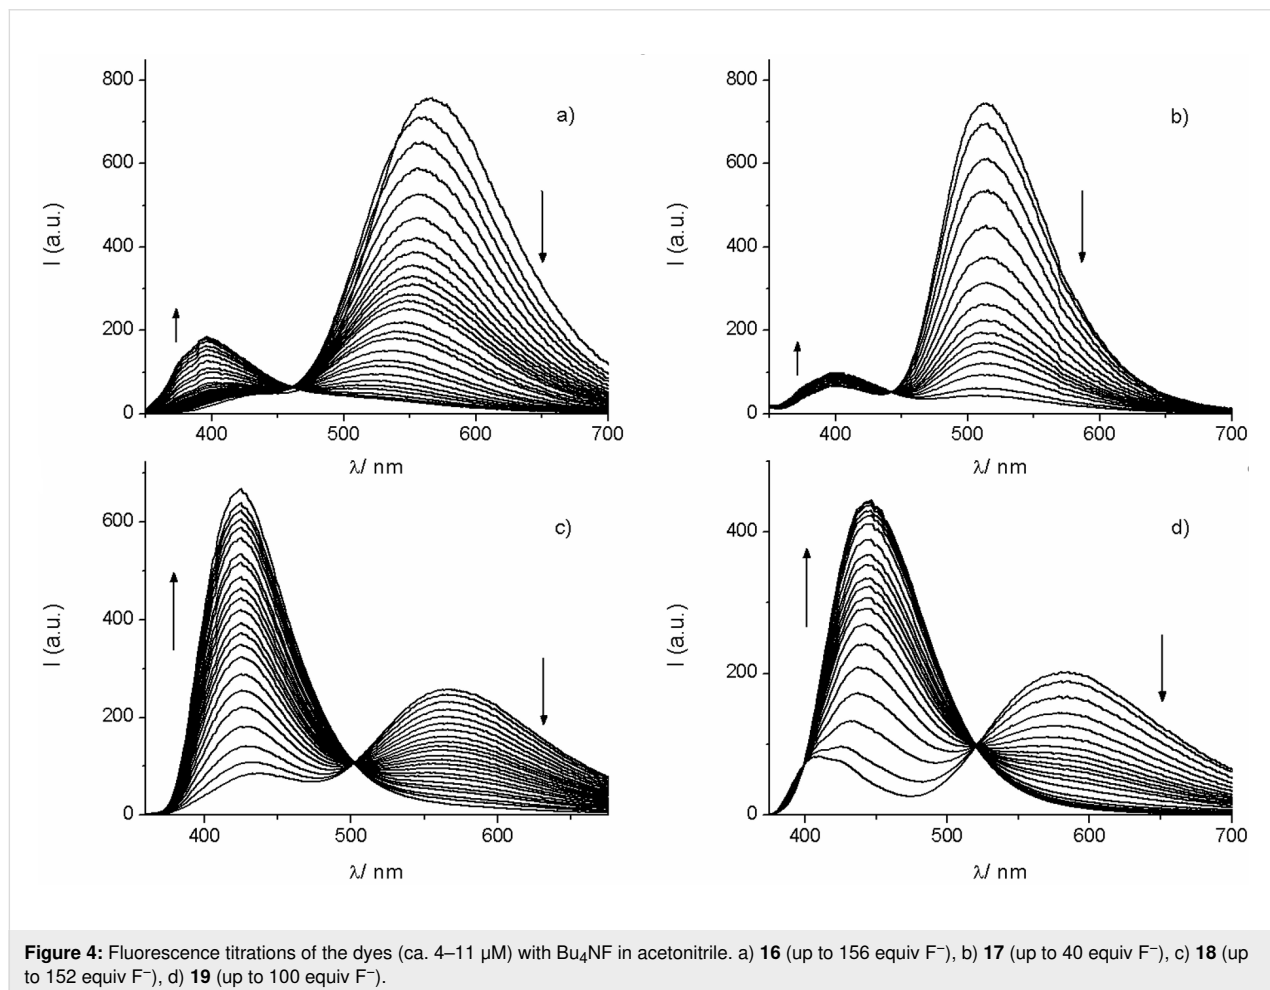 800
600
400
200
0
I (a.u.)
a)
400
500
600
700
λ/ nm
800
600
400
200
0
I (a.u.)
b)
400
500
600
700
λ/ nm
600
400
200
0
I (a.u.)
c)
400
500
600
λ/ nm
400
200
0
I (a.u.)
d)
400
500
600
700
λ/ nm
Figure 4: Fluorescence titrations of the dyes (ca. 4–11 µM) with Bu₄NF in acetonitrile. a) 16 (up to 156 equiv F⁻), b) 17 (up to 40 equiv F⁻), c) 18 (up
to 152 equiv F⁻), d) 19 (up to 100 equiv F⁻).